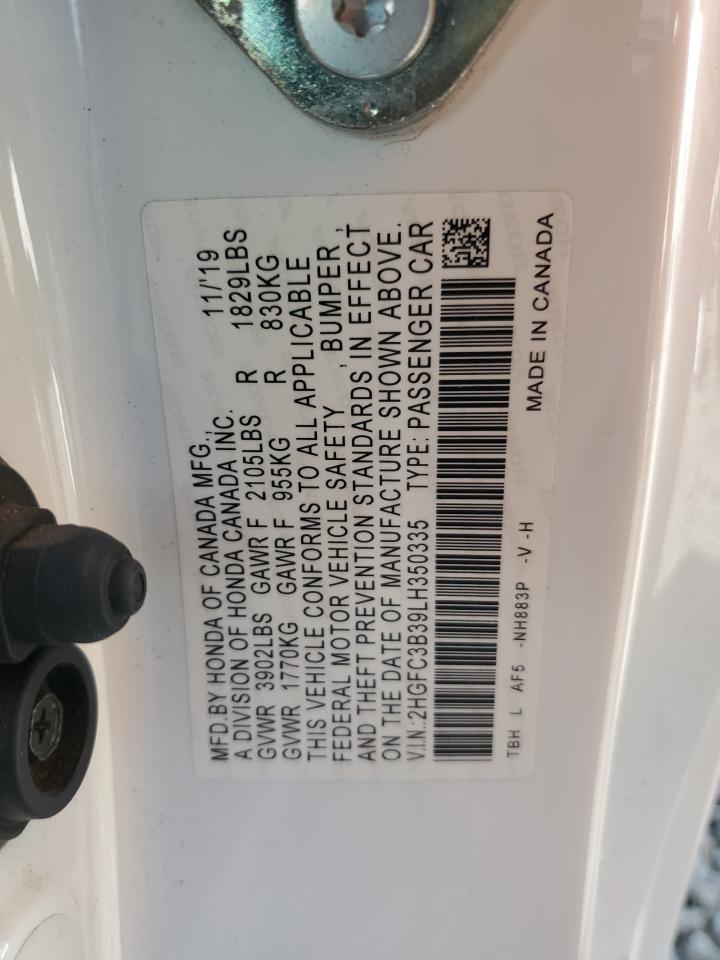 MFD.BY HONDA OF CANADA MFG., 11/'19
A DIVISION OF HONDA CANADA INC.
GVWR 3902LBS GAWR F 2105LBS R 1829LBS
GVWR 1770KG GAWR F 955KG R 830KG
THIS VEHICLE CONFORMS TO ALL APPLICABLE
FEDERAL MOTOR VEHICLE SAFETY , BUMPER ,
AND THEFT PREVENTION STANDARDS IN EFFECT
ON THE DATE OF MANUFACTURE SHOWN ABOVE.
V.I.N.:2HGFC3B39LH350335 TYPE: PASSENGER CAR
TBH L AF5 -NH883P -V -H
MADE IN CANADA